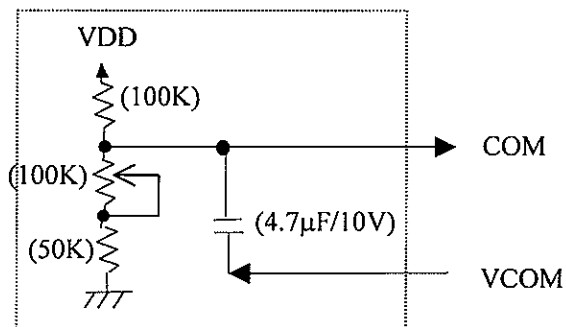 VDD
(100K)
COM
(100K)
(4.7μF/10V)
(50K)
VCOM